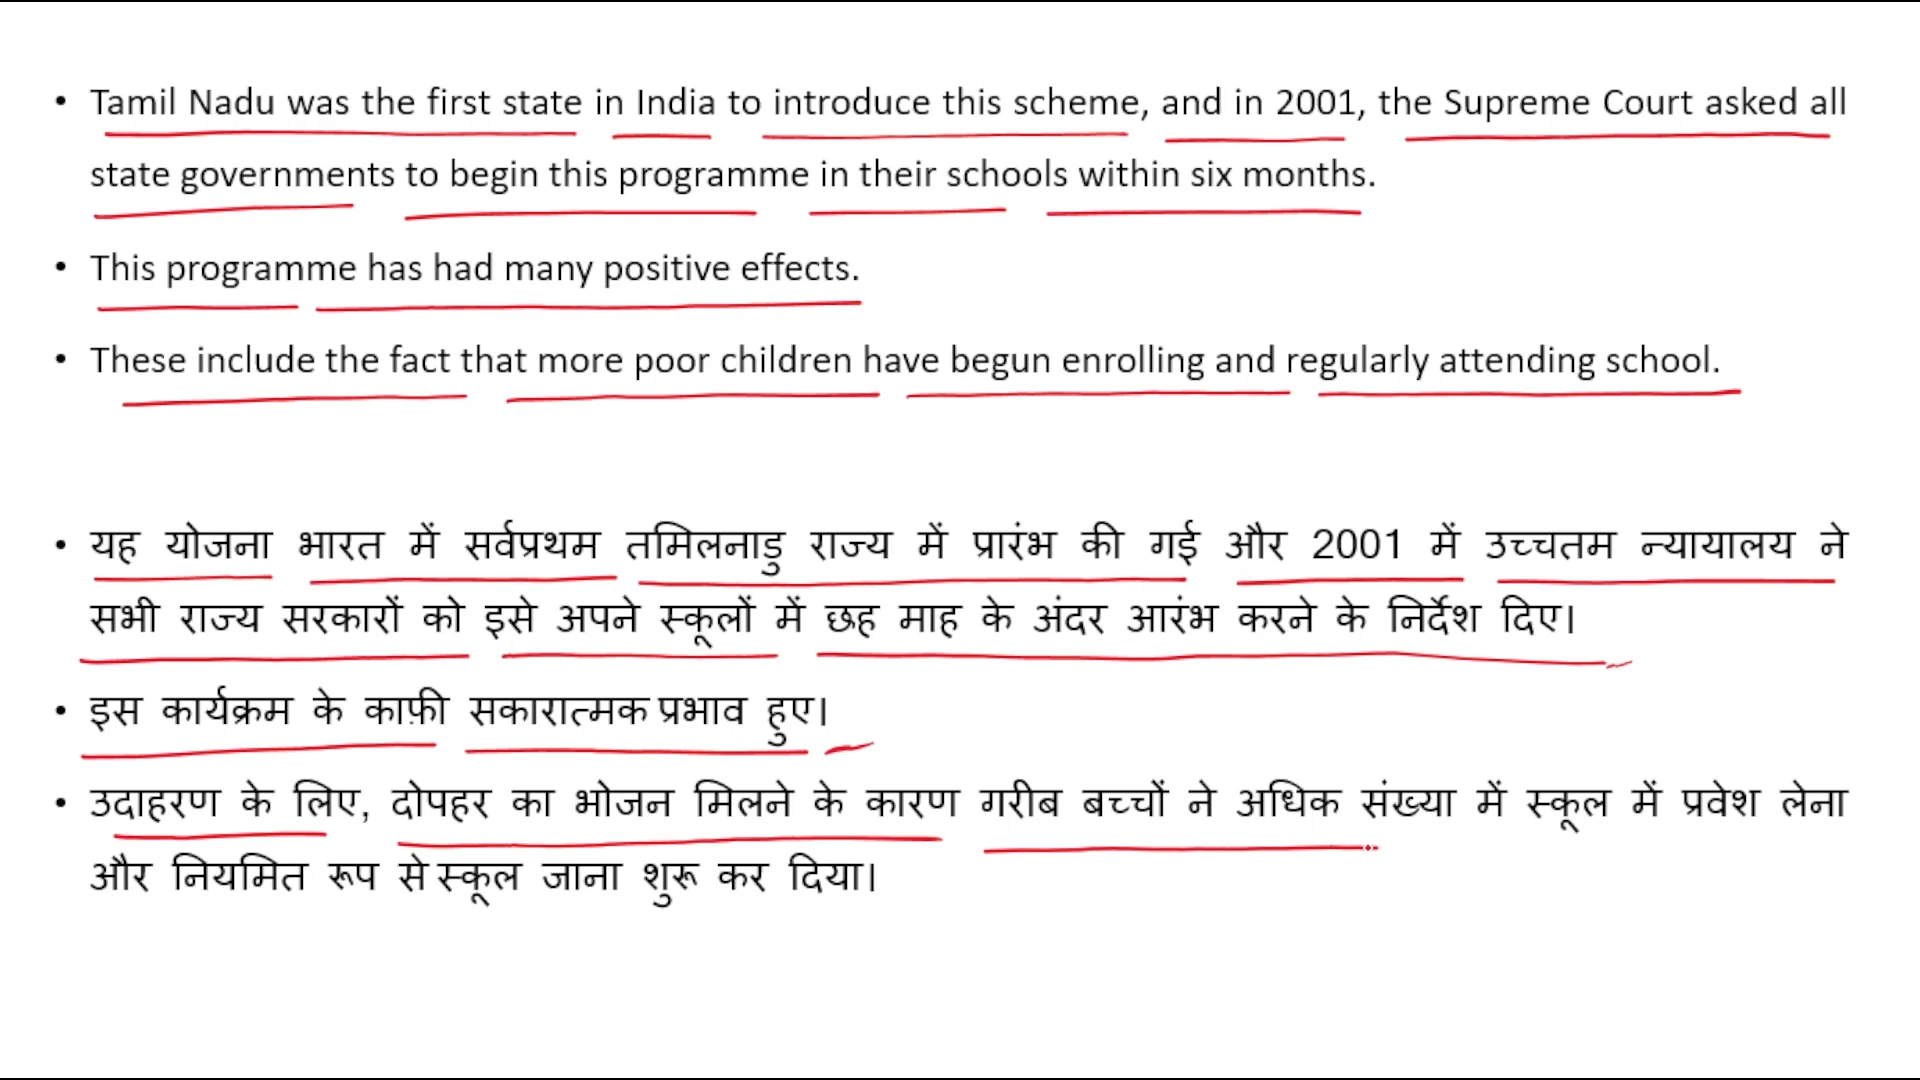 • Tamil Nadu was the first state in India to introduce this scheme, and in 2001, the Supreme Court asked all
state governments to begin this programme in their schools within six months.
• This programme has had many positive effects.
• These include the fact that more poor children have begun enrolling and regularly attending school.
• यह योजना भारत में सर्वप्रथम तमिलनाडु राज्य में प्रारंभ की गई और 2001 में उच्चतम न्यायालय ने
सभी राज्य सरकारों को इसे अपने स्कूलों में छह माह के अंदर आरंभ करने के निर्देश दिए।
• इस कार्यक्रम के काफ़ी सकारात्मक प्रभाव हुए।
• उदाहरण के लिए, दोपहर का भोजन मिलने के कारण गरीब बच्चों ने अधिक संख्या में स्कूल में प्रवेश लेना
और नियमित रूप से स्कूल जाना शुरू कर दिया।